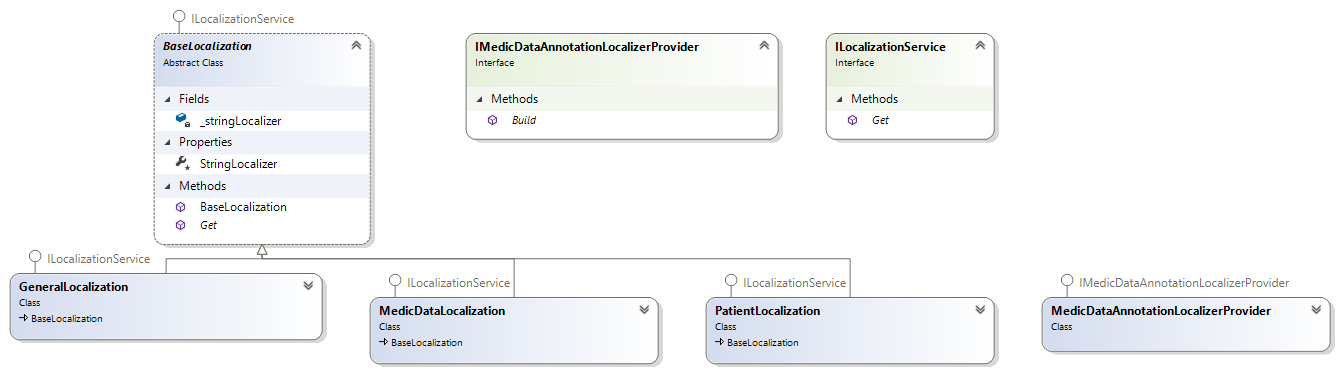 ILocalizationService
BaseLocalization
Abstract Class
Fields
_stringLocalizer
Properties
StringLocalizer
Methods
BaseLocalization
Get
IMedicDataAnnotationLocalizerProvider
Interface
Methods
Build
ILocalizationService
Interface
Methods
Get
ILocalizationService
GeneralLocalization
Class
BaseLocalization
ILocalizationService
MedicDataLocalization
Class
BaseLocalization
ILocalizationService
PatientLocalization
Class
BaseLocalization
IMedicDataAnnotationLocalizerProvider
MedicDataAnnotationLocalizerProvider
Class